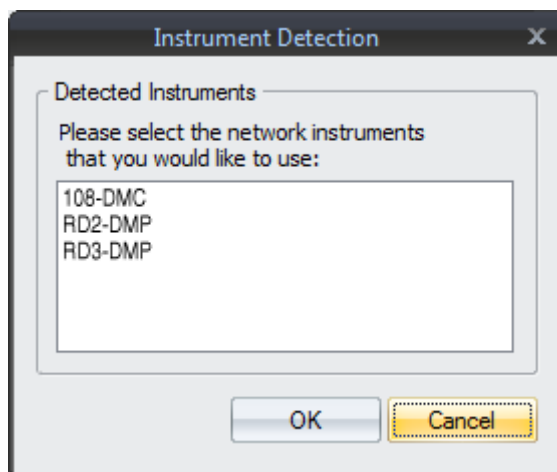 Instrument Detection
Detected Instruments
Please select the network instruments
that you would like to use:
108-DMC
RD2-DMP
RD3-DMP
OK
Cancel